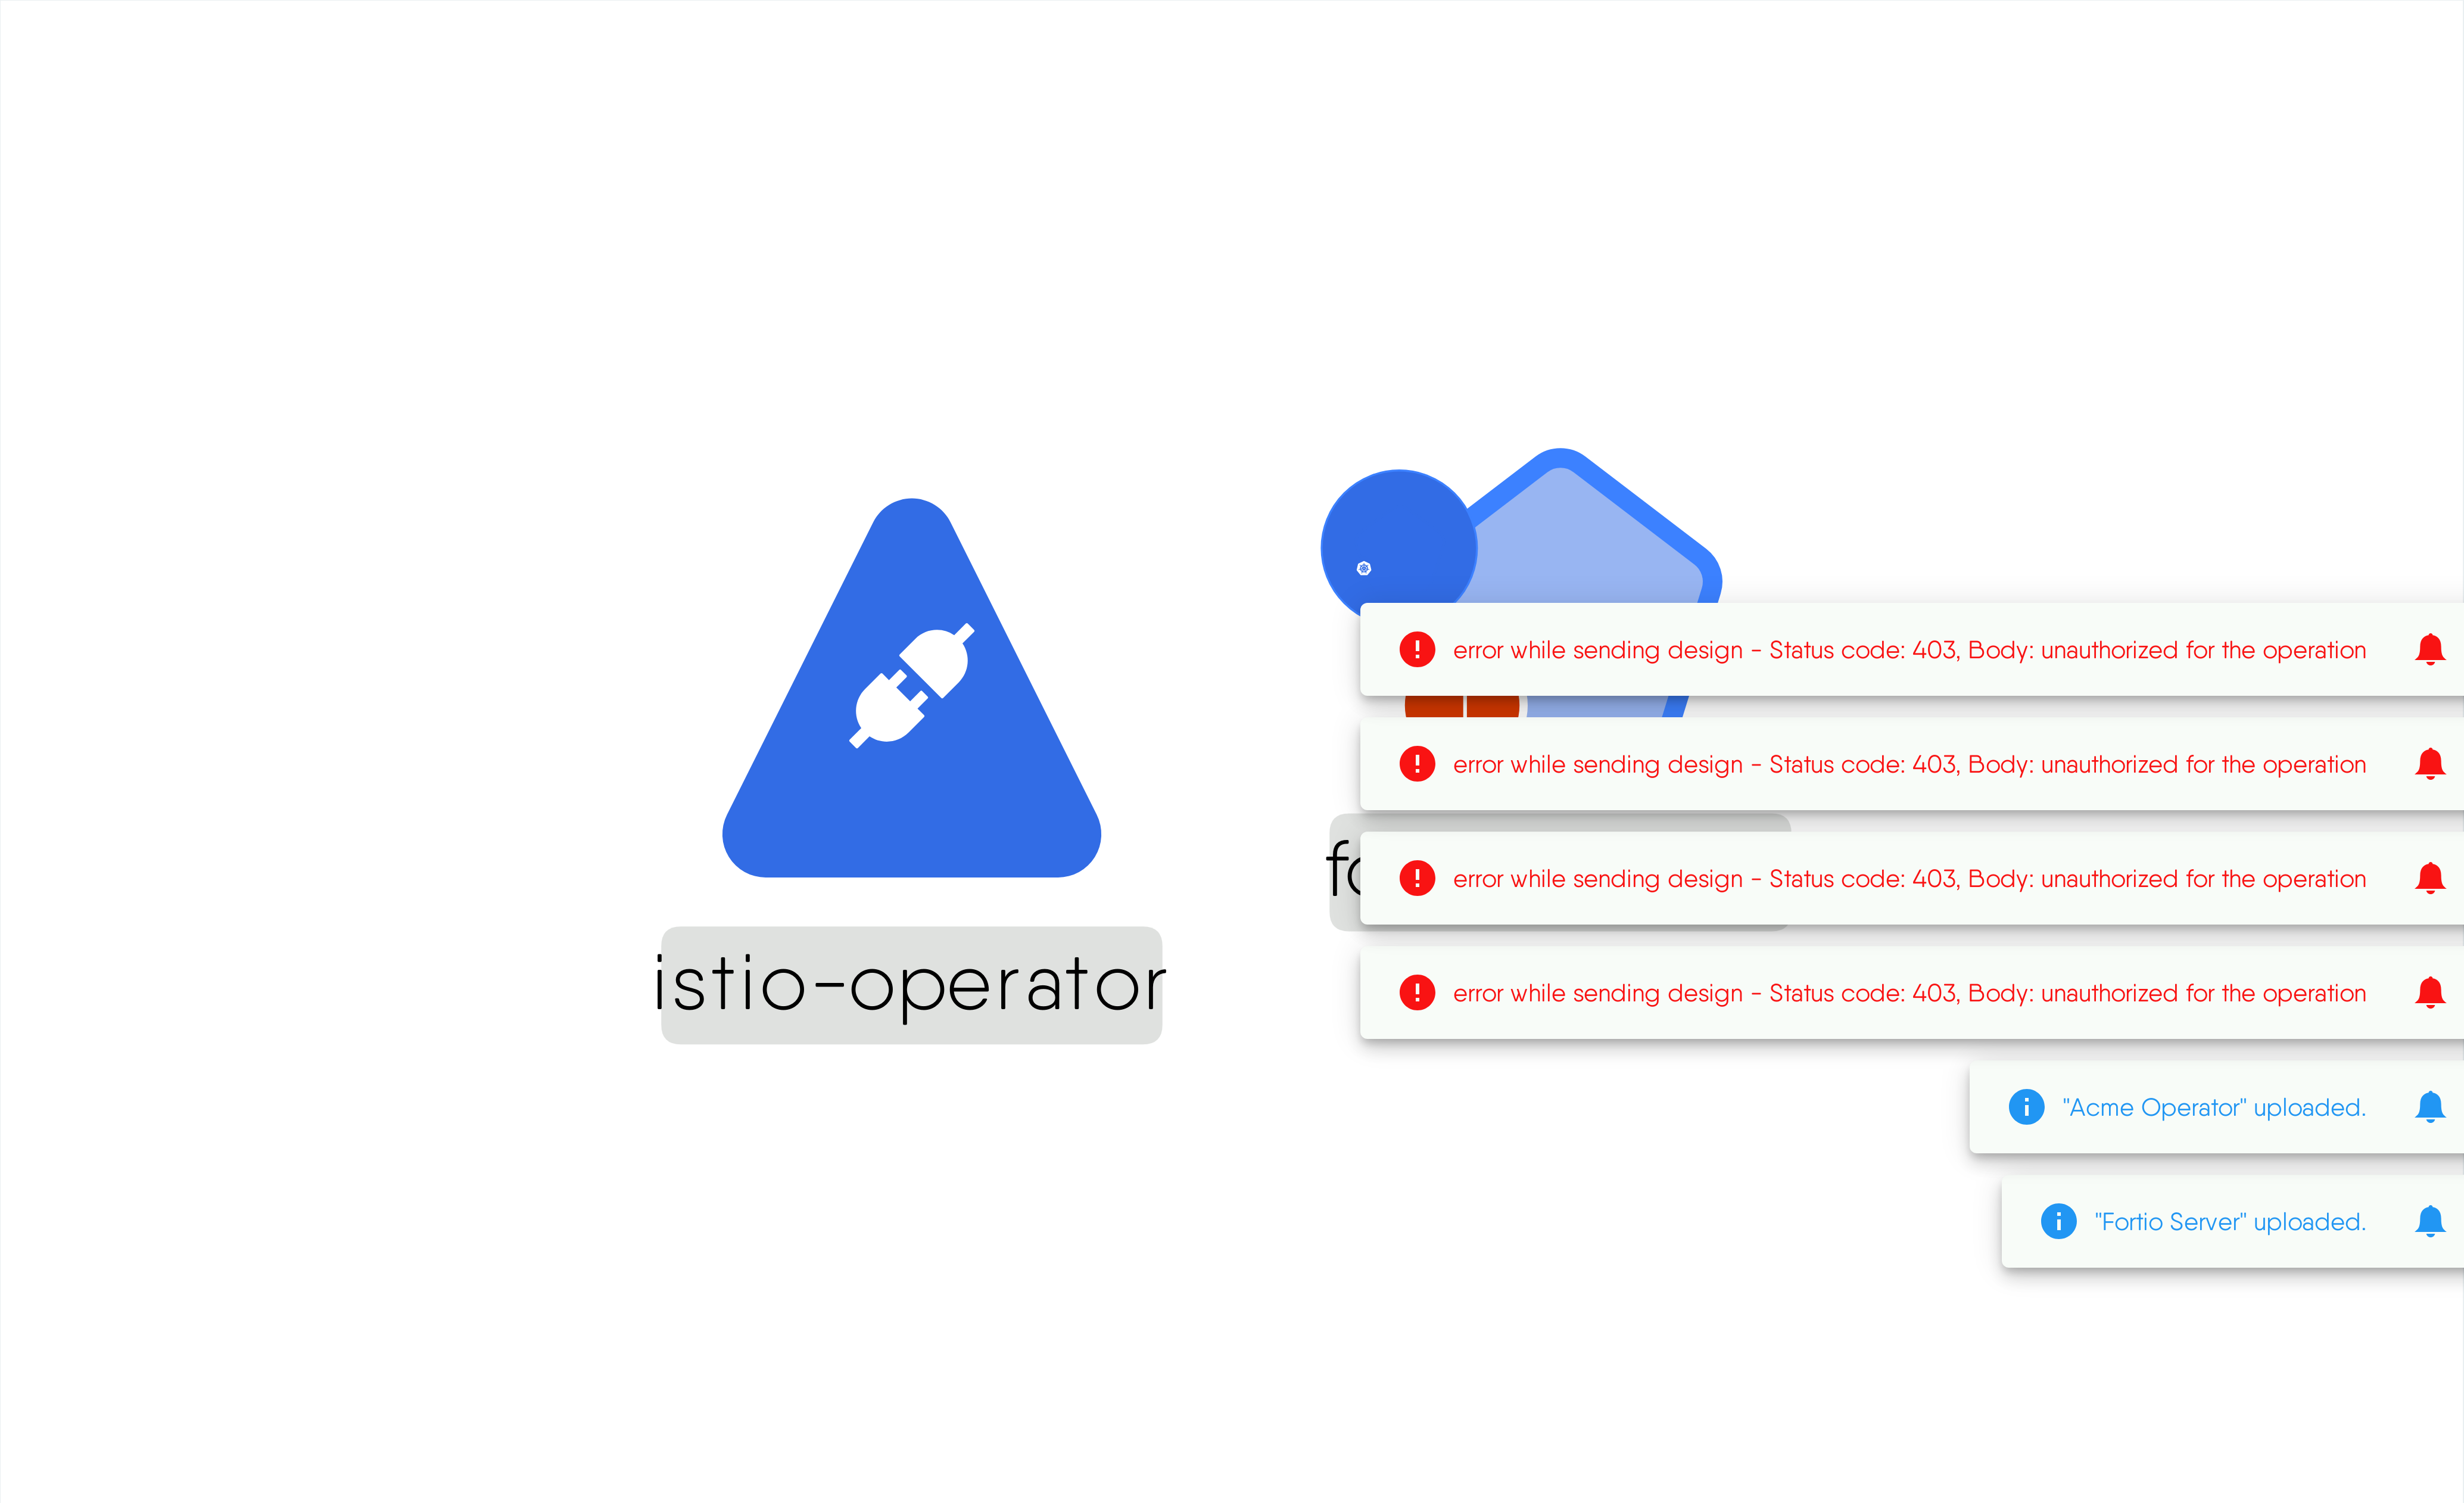 error while sending design - Status code: 403, Body: unauthorized for the operation
error while sending design - Status code: 403, Body: unauthorized for the operation
error while sending design - Status code: 403, Body: unauthorized for the operation
istio-operator
error while sending design - Status code: 403, Body: unauthorized for the operation
"Acme Operator" uploaded.
"Fortio Server" uploaded.